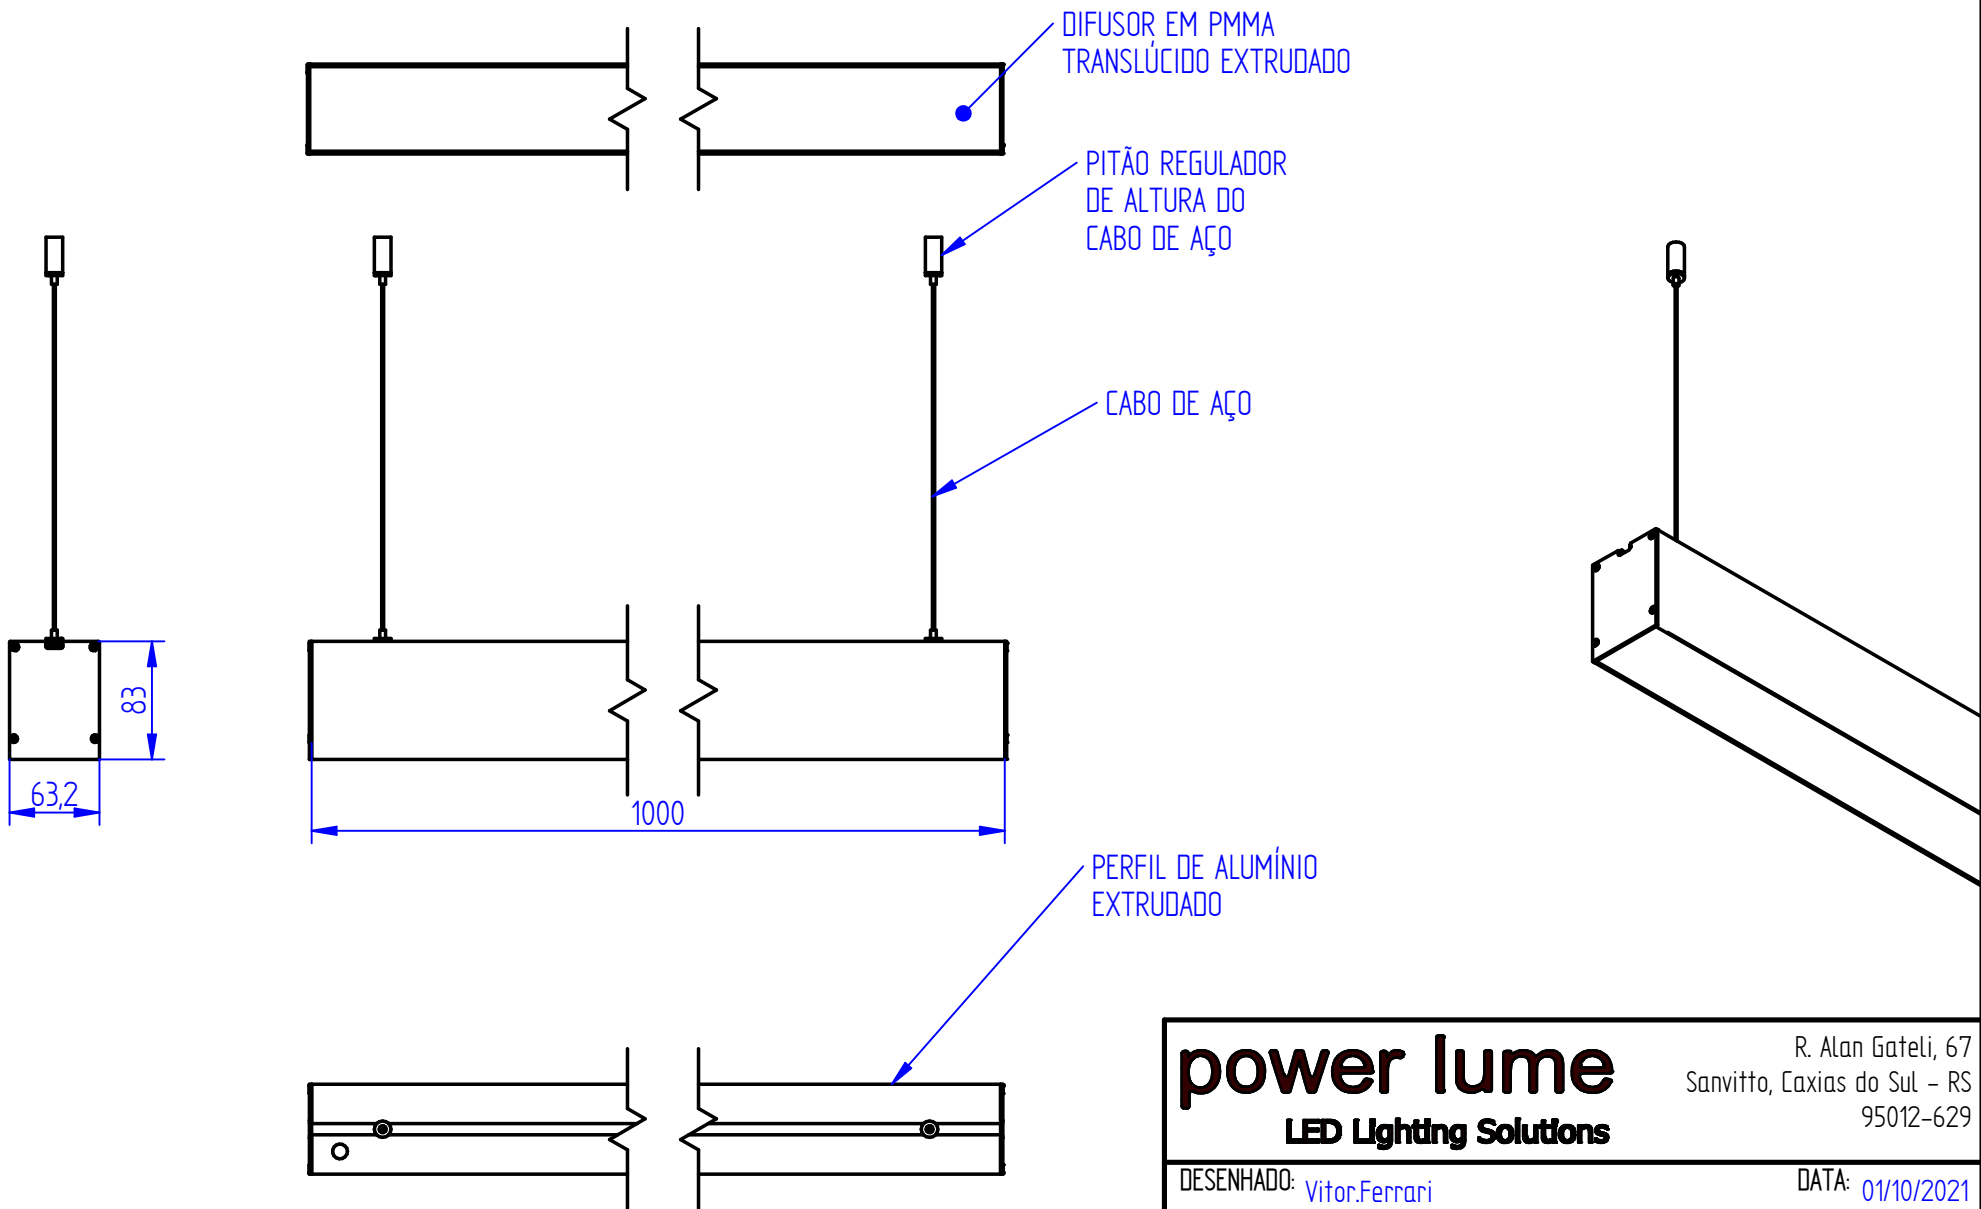 DIFUSOR EM PMMA
TRANSLÚCIDO EXTRUDADO
PITÃO REGULADOR
DE ALTURA DO
CABO DE AÇO
CABO DE AÇO
83
63,2
1000
PERFIL DE ALUMÍNIO
EXTRUDADO
power lume
LED Lighting Solutions
R. Alan Gateli, 67
Sanvitto, Caxias do Sul - RS
95012-629
DESENHADO: Vitor.Ferrari
DATA: 01/10/2021